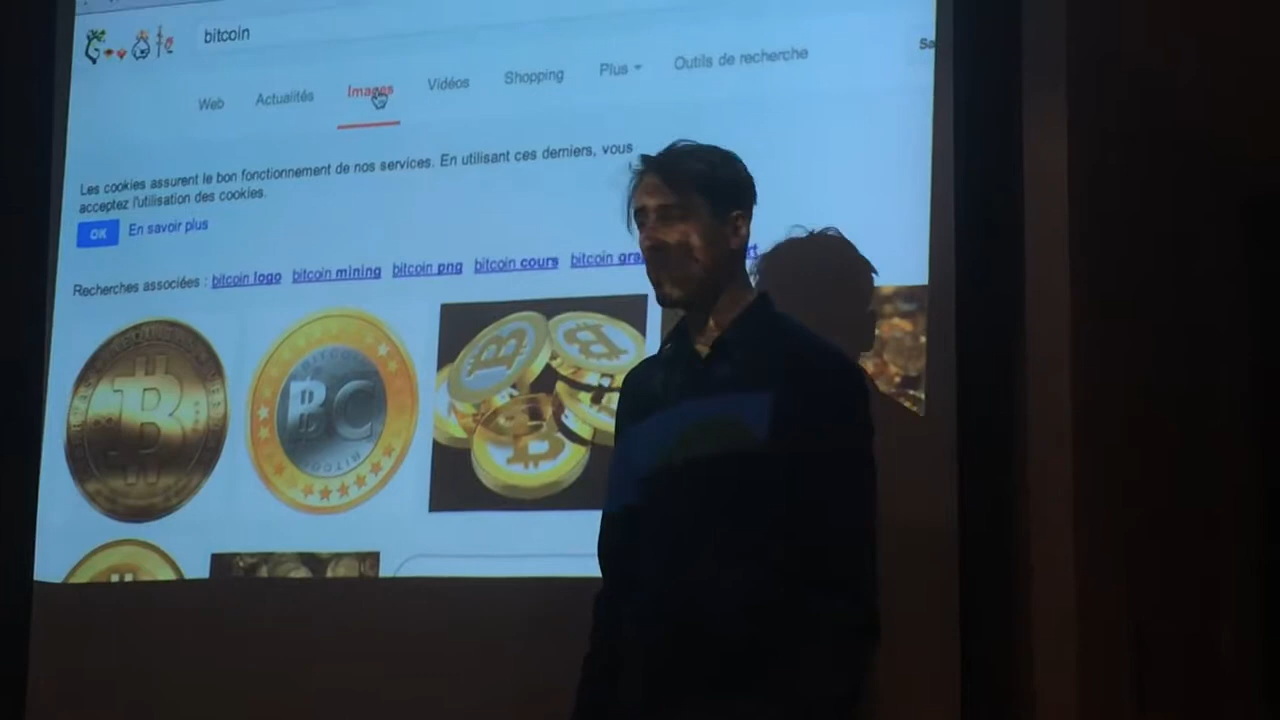 bitcoin
Web Actualités Images Vidéos Shopping Plus Outils de recherche
Les cookies assurent le bon fonctionnement de nos services. En utilisant ces derniers, vous
acceptez l'utilisation des cookies.
OK En savoir plus
Recherches associées : bitcoin logo bitcoin mining bitcoin png bitcoin cours bitcoin
BITCOIN
BC